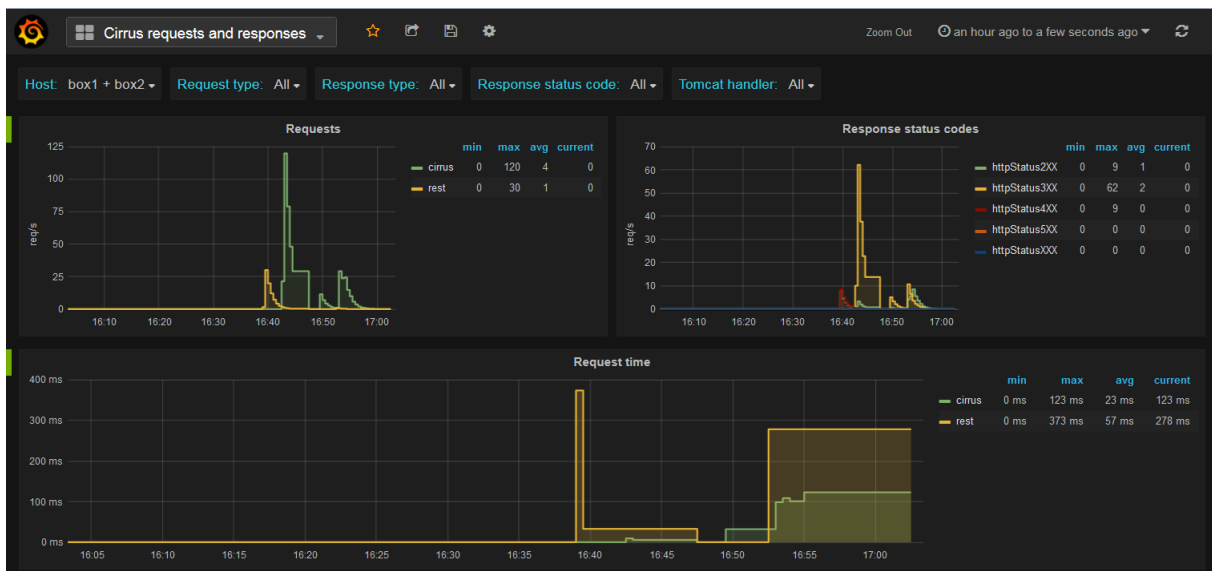 Cirrus requests and responses Zoom Out an hour ago to a few seconds ago
Host: box1 + box2 Request type: All Response type: All Response status code: All Tomcat handler: All
Requests
min max avg current
cirrus 0 120 4 0
rest 0 30 1 0
req/s
125
100
75
50
25
0
16:10 16:20 16:30 16:40 16:50 17:00
Response status codes
min max avg current
httpStatus2XX 0 9 1 0
httpStatus3XX 0 62 2 0
httpStatus4XX 0 9 0 0
httpStatus5XX 0 0 0 0
httpStatusXXX 0 0 0 0
req/s
70
60
50
40
30
20
10
0
16:10 16:20 16:30 16:40 16:50 17:00
Request time
min max avg current
cirrus 0 ms 123 ms 23 ms 123 ms
rest 0 ms 373 ms 57 ms 278 ms
400 ms
300 ms
200 ms
100 ms
0 ms
16:05 16:10 16:15 16:20 16:25 16:30 16:35 16:40 16:45 16:50 16:55 17:00